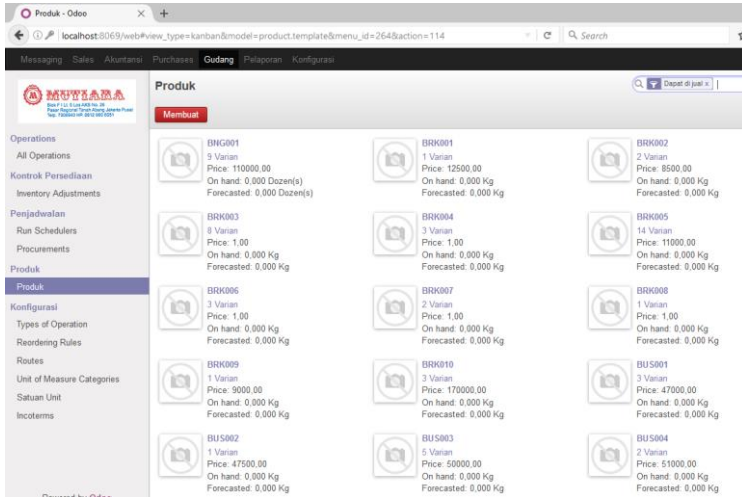 Produk - Odoo
localhost:8069/web#view_type=kanban&model=product.template&menu_id=264&action=114
Search
Messaging Sales Akuntansi Purchases Gudang Pelaporan Konfigurasi
MUTIARA
Produk
Dapat di jual x
Membuat
Operations
All Operations
Kontrok Persediaan
Inventory Adjustments
Penjadwalan
Run Schedulers
Procurements
Produk
Produk
Konfigurasi
Types of Operation
Reordering Rules
Routes
Unit of Measure Categories
Satuan Unit
Incoterms
Powered by Odoo
BNG001
9 Varian
Price: 110000,00
On hand: 0,000 Dozen(s)
Forecasted: 0,000 Dozen(s)
BRK001
1 Varian
Price: 12500,00
On hand: 0,000 Kg
Forecasted: 0,000 Kg
BRK002
2 Varian
Price: 8500,00
On hand: 0,000 Kg
Forecasted: 0,000 Kg
BRK003
8 Varian
Price: 1,00
On hand: 0,000 Kg
Forecasted: 0,000 Kg
BRK004
3 Varian
Price: 1,00
On hand: 0,000 Kg
Forecasted: 0,000 Kg
BRK005
14 Varian
Price: 11000,00
On hand: 0,000 Kg
Forecasted: 0,000 Kg
BRK006
3 Varian
Price: 1,00
On hand: 0,000 Kg
Forecasted: 0,000 Kg
BRK007
2 Varian
Price: 1,00
On hand: 0,000 Kg
Forecasted: 0,000 Kg
BRK008
1 Varian
Price: 1,00
On hand: 0,000 Kg
Forecasted: 0,000 Kg
BRK009
1 Varian
Price: 9000,00
On hand: 0,000 Kg
Forecasted: 0,000 Kg
BRK010
3 Varian
Price: 170000,00
On hand: 0,000 Kg
Forecasted: 0,000 Kg
BUS001
3 Varian
Price: 47000,00
On hand: 0,000 Kg
Forecasted: 0,000 Kg
BUS002
1 Varian
Price: 47500,00
On hand: 0,000 Kg
Forecasted: 0,000 Kg
BUS003
5 Varian
Price: 50000,00
On hand: 0,000 Kg
Forecasted: 0,000 Kg
BUS004
2 Varian
Price: 51000,00
On hand: 0,000 Kg
Forecasted: 0,000 Kg